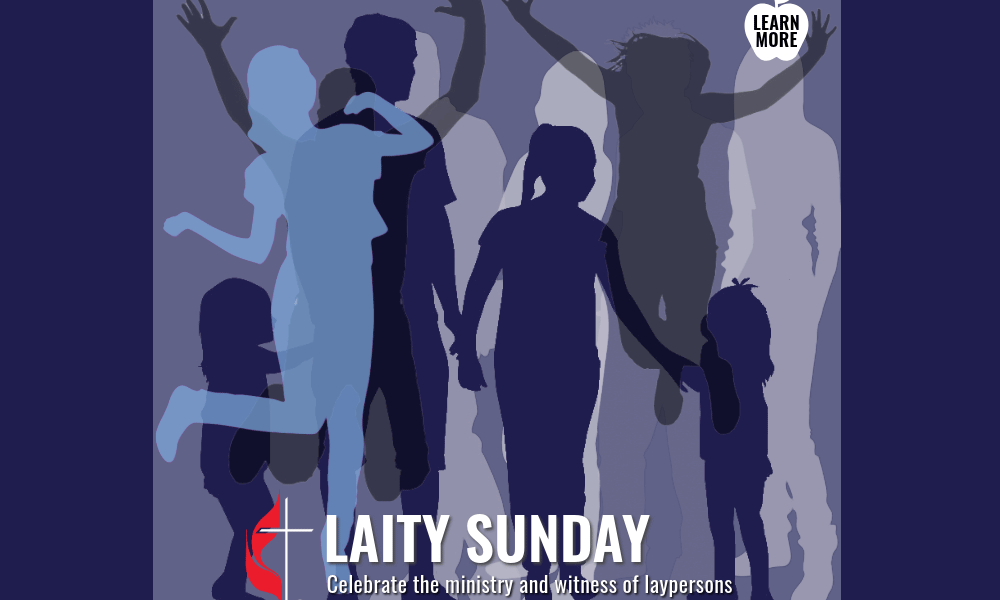 LEARN
MORE
LAITY SUNDAY
Celebrate the ministry and witness of laypersons